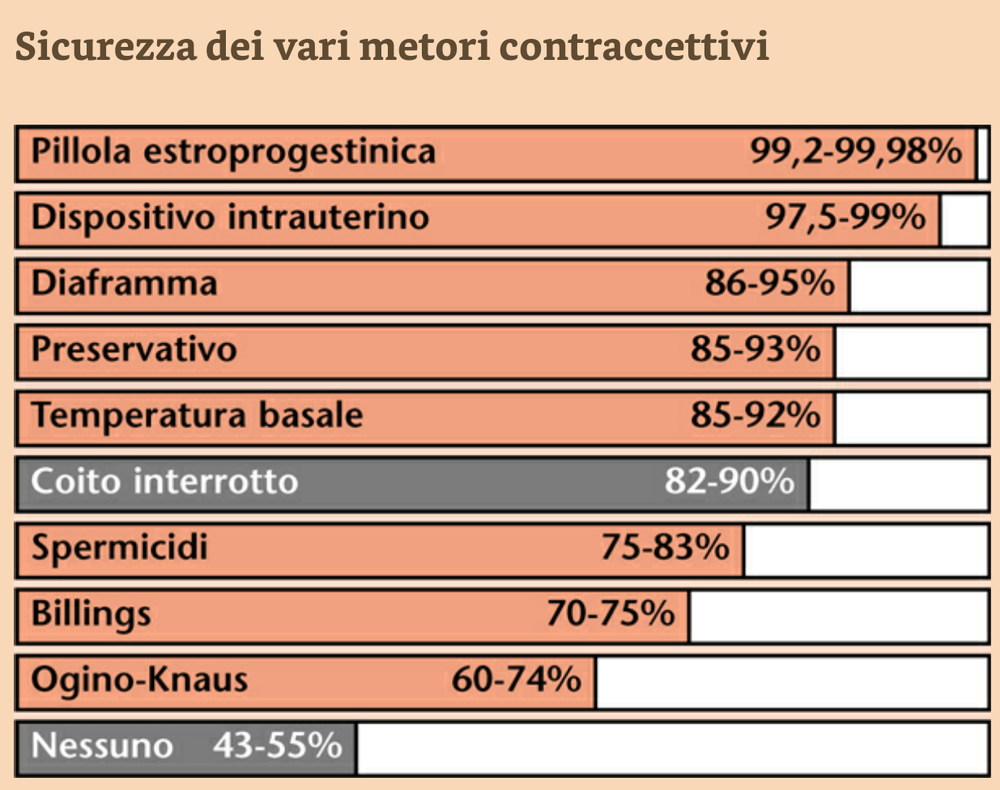 Sicurezza dei vari metori contraccettivi
Pillola estroprogestinica 99,2-99,98%
Dispositivo intrauterino 97,5-99%
Diaframma 86-95%
Preservativo 85-93%
Temperatura basale 85-92%
Coito interrotto 82-90%
Spermicidi 75-83%
Billings 70-75%
Ogino-Knaus 60-74%
Nessuno 43-55%